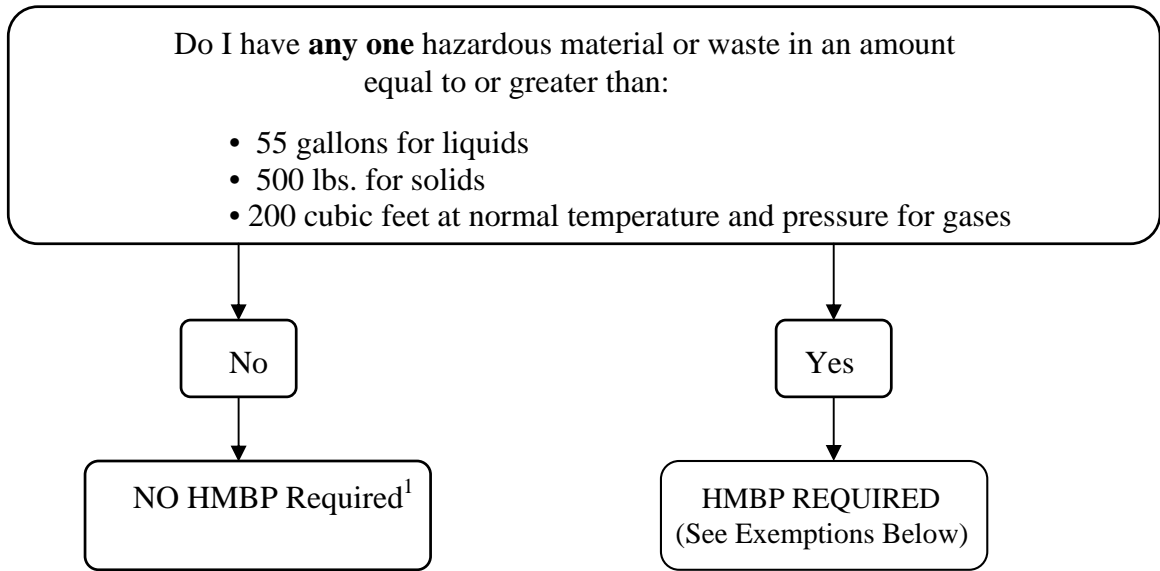 Do I have any one hazardous material or waste in an amount
equal to or greater than:
• 55 gallons for liquids
• 500 lbs. for solids
• 200 cubic feet at normal temperature and pressure for gases
No
Yes
NO HMBP Required¹
HMBP REQUIRED
(See Exemptions Below)